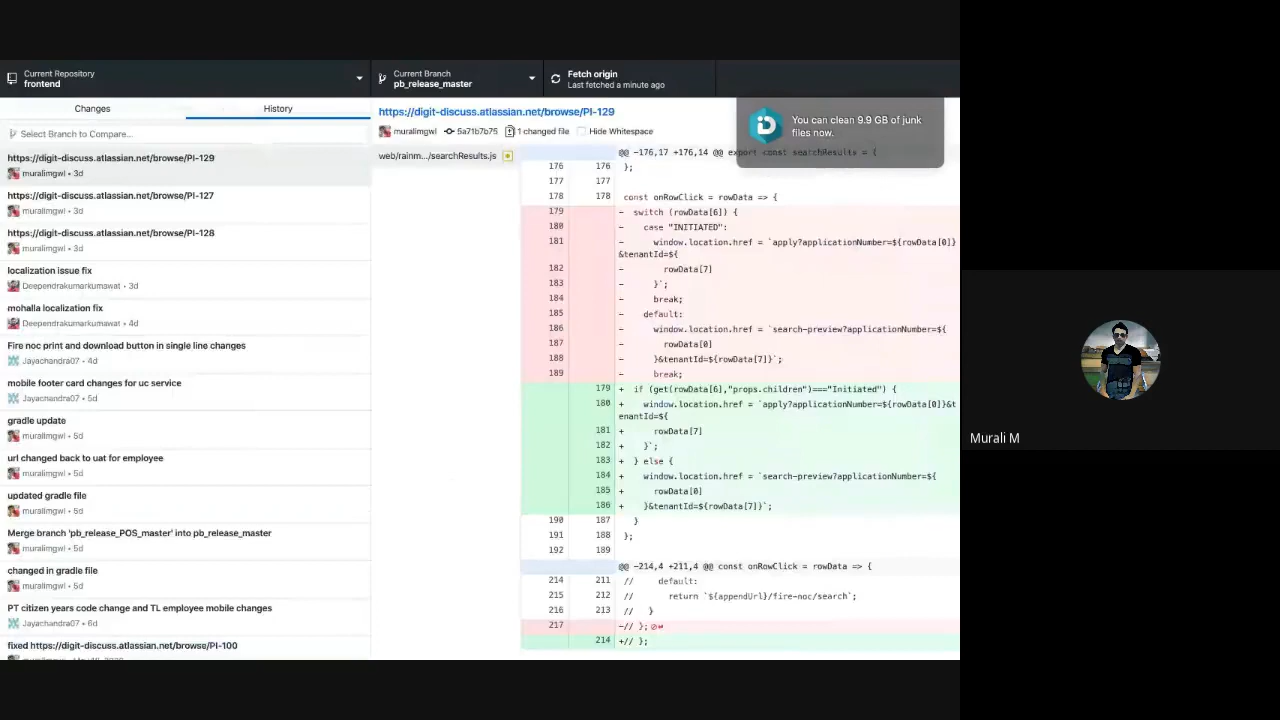 Current Repository
frontend
Current Branch
pb_release_master
Fetch origin
Last fetched a minute ago
Changes
History
Select Branch to Compare...
https://digit-discuss.atlassian.net/browse/PI-129
muralimgwl • 3d
https://digit-discuss.atlassian.net/browse/PI-127
muralimgwl • 3d
https://digit-discuss.atlassian.net/browse/PI-128
muralimgwl • 3d
localization issue fix
Deependrakumarkumawat • 3d
mohalla localization fix
Deependrakumarkumawat • 4d
Fire noc print and download button in single line changes
Jayachandra07 • 4d
mobile footer card changes for uc service
Jayachandra07 • 5d
gradle update
muralimgwl • 5d
url changed back to uat for employee
muralimgwl • 5d
updated gradle file
muralimgwl • 5d
Merge branch 'pb_release_POS_master' into pb_release_master
muralimgwl • 5d
changed in gradle file
muralimgwl • 5d
PT citizen years code change and TL employee mobile changes
Jayachandra07 • 6d
fixed https://digit-discuss.atlassian.net/browse/PI-100
https://digit-discuss.atlassian.net/browse/PI-129
muralimgwl 5a71b7b75 1 changed file Hide Whitespace
web/rainm.../searchResults.js
You can clean 9.9 GB of junk
files now.
@@ -176,17 +176,14 @@ export const searchResults = {
176 176 };
177 177
178 178 const onRowClick = rowData => {
179 - switch (rowData[6]) {
180 - case "INITIATED":
181 - window.location.href = `apply?applicationNumber=${rowData[0]}
&tenantId=${
182 - rowData[7]
183 - }`;
184 - break;
185 - default:
186 - window.location.href = `search-preview?applicationNumber=${
187 - rowData[0]
188 - }&tenantId=${rowData[7]}`;
189 - break;
179 + if (get(rowData[6],"props.children")==="Initiated") {
180 + window.location.href = `apply?applicationNumber=${rowData[0]}&t
enantId=${
181 + rowData[7]
182 + }`;
183 + } else {
184 + window.location.href = `search-preview?applicationNumber=${
185 + rowData[0]
186 + }&tenantId=${rowData[7]}`;
190 187 }
191 188 };
192 189
@@ -214,4 +211,4 @@ const onRowClick = rowData => {
214 211 // default:
215 212 // return `${appendUrl}/fire-noc/search`;
216 213 // }
217 -// };
214 +// };
Murali M